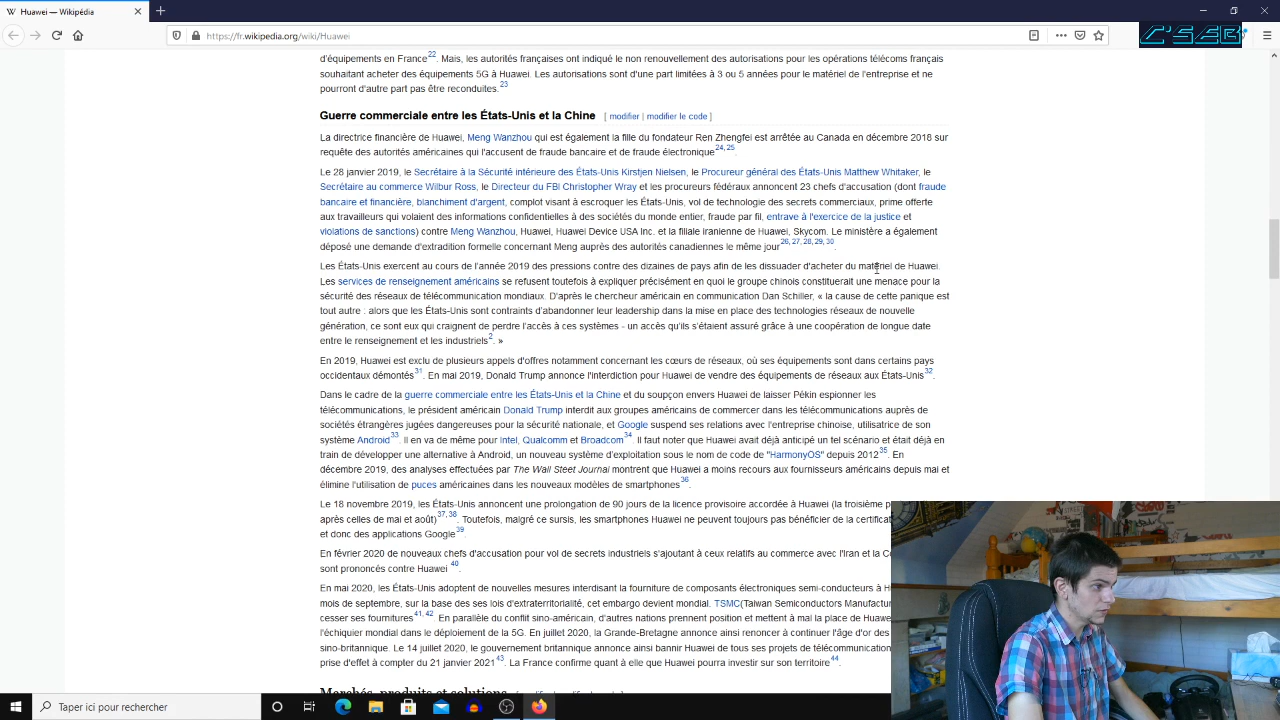 Huawei — Wikipédia
https://fr.wikipedia.org/wiki/Huawei
C'SEB
d'équipements en France22. Mais, les autorités françaises ont indiqué le non renouvellement des autorisations pour les opérations télécoms français
souhaitant acheter des équipements 5G à Huawei. Les autorisations sont d'une part limitées à 3 ou 5 années pour le matériel de l'entreprise et ne
pourront d'autre part pas être reconduites.23
Guerre commerciale entre les États-Unis et la Chine [ modifier | modifier le code ]
La directrice financière de Huawei, Meng Wanzhou qui est également la fille du fondateur Ren Zhengfei est arrêtée au Canada en décembre 2018 sur
requête des autorités américaines qui l'accusent de fraude bancaire et de fraude électronique24, 25.
Le 28 janvier 2019, le Secrétaire à la Sécurité intérieure des États-Unis Kirstjen Nielsen, le Procureur général des États-Unis Matthew Whitaker, le
Secrétaire au commerce Wilbur Ross, le Directeur du FBI Christopher Wray et les procureurs fédéraux annoncent 23 chefs d'accusation (dont fraude
bancaire et financière, blanchiment d'argent, complot visant à escroquer les États-Unis, vol de technologie des secrets commerciaux, prime offerte
aux travailleurs qui volaient des informations confidentielles à des sociétés du monde entier, fraude par fil, entrave à l'exercice de la justice et
violations de sanctions) contre Meng Wanzhou, Huawei, Huawei Device USA Inc. et la filiale iranienne de Huawei, Skycom. Le ministère a également
déposé une demande d'extradition formelle concernant Meng auprès des autorités canadiennes le même jour26, 27, 28, 29, 30.
Les États-Unis exercent au cours de l'année 2019 des pressions contre des dizaines de pays afin de les dissuader d'acheter du matériel de Huawei.
Les services de renseignement américains se refusent toutefois à expliquer précisément en quoi le groupe chinois constituerait une menace pour la
sécurité des réseaux de télécommunication mondiaux. D'après le chercheur américain en communication Dan Schiller, « la cause de cette panique est
tout autre : alors que les États-Unis sont contraints d'abandonner leur leadership dans la mise en place des technologies réseaux de nouvelle
génération, ce sont eux qui craignent de perdre l'accès à ces systèmes - un accès qu'ils s'étaient assuré grâce à une coopération de longue date
entre le renseignement et les industriels2. »
En 2019, Huawei est exclu de plusieurs appels d'offres notamment concernant les cœurs de réseaux, où ses équipements sont dans certains pays
occidentaux démontés31. En mai 2019, Donald Trump annonce l'interdiction pour Huawei de vendre des équipements de réseaux aux États-Unis32.
Dans le cadre de la guerre commerciale entre les États-Unis et la Chine et du soupçon envers Huawei de laisser Pékin espionner les
télécommunications, le président américain Donald Trump interdit aux groupes américains de commercer dans les télécommunications auprès de
sociétés étrangères jugées dangereuses pour la sécurité nationale, et Google suspend ses relations avec l'entreprise chinoise, utilisatrice de son
système Android33. Il en va de même pour Intel, Qualcomm et Broadcom34. Il faut noter que Huawei avait déjà anticipé un tel scénario et était déjà en
train de développer une alternative à Android, un nouveau système d'exploitation sous le nom de code de "HarmonyOS" depuis 201235. En
décembre 2019, des analyses effectuées par The Wall Steet Journal montrent que Huawei a moins recours aux fournisseurs américains depuis mai et
élimine l'utilisation de puces américaines dans les nouveaux modèles de smartphones36.
Le 18 novembre 2019, les États-Unis annoncent une prolongation de 90 jours de la licence provisoire accordée à Huawei (la troisième p
après celles de mai et août)37, 38. Toutefois, malgré ce sursis, les smartphones Huawei ne peuvent toujours pas bénéficier de la certificat
et donc des applications Google39.
En février 2020 de nouveaux chefs d'accusation pour vol de secrets industriels s'ajoutant à ceux relatifs au commerce avec l'Iran et la Co
sont prononcés contre Huawei 40.
En mai 2020, les États-Unis adoptent de nouvelles mesures interdisant la fourniture de composants électroniques semi-conducteurs à H
mois de septembre, sur la base des ses lois d'extraterritorialité, cet embargo devient mondial. TSMC(Taiwan Semiconductors Manufactur
cesser ses fournitures41, 42. En parallèle du conflit sino-américain, d'autres nations prennent position et mettent à mal la place de Huawe
l'échiquier mondial dans le déploiement de la 5G. En juillet 2020, la Grande-Bretagne annonce ainsi renoncer à continuer l'âge d'or des
sino-britannique. Le 14 juillet 2020, le gouvernement britannique annonce ainsi bannir Huawei de tous ses projets de télécommunication
prise d'effet à compter du 21 janvier 202143. La France confirme quant à elle que Huawei pourra investir sur son territoire44.
Marchés, produits et solutions
Taper ici pour rechercher